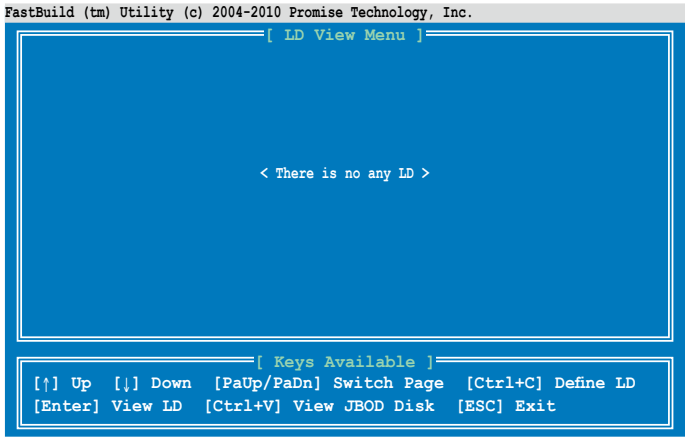 FastBuild (tm) Utility (c) 2004-2010 Promise Technology, Inc.
[ LD View Menu ]
< There is no any LD >
[ Keys Available ]
[↑] Up [↓] Down [PaUp/PaDn] Switch Page [Ctrl+C] Define LD
[Enter] View LD [Ctrl+V] View JBOD Disk [ESC] Exit